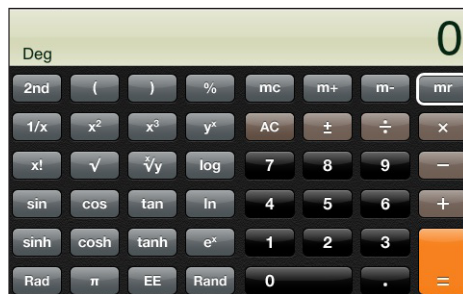 0
Deg
2nd ( ) % mc m+ m- mr
1/x x² x³ yˣ AC ± ÷ ×
x! √ ˣ√y log 7 8 9 −
sin cos tan ln 4 5 6 +
sinh cosh tanh eˣ 1 2 3
Rad π EE Rand 0 . =